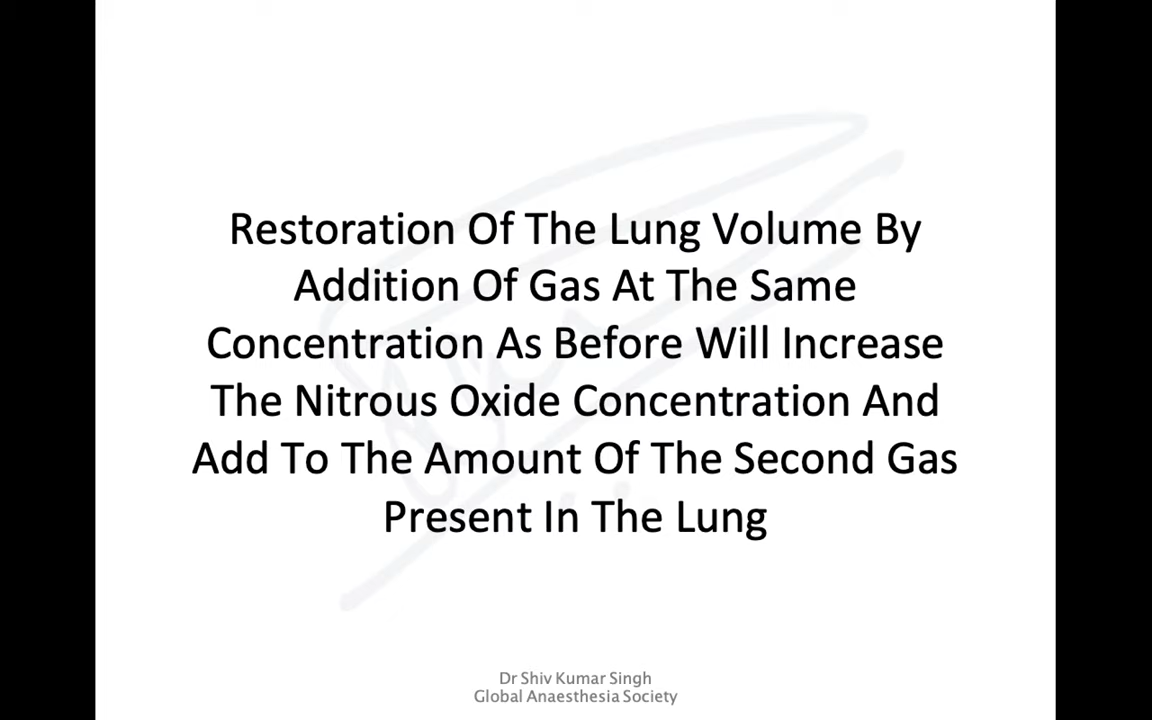 Restoration Of The Lung Volume By
Addition Of Gas At The Same
Concentration As Before Will Increase
The Nitrous Oxide Concentration And
Add To The Amount Of The Second Gas
Present In The Lung
Dr Shiv Kumar Singh
Global Anaesthesia Society